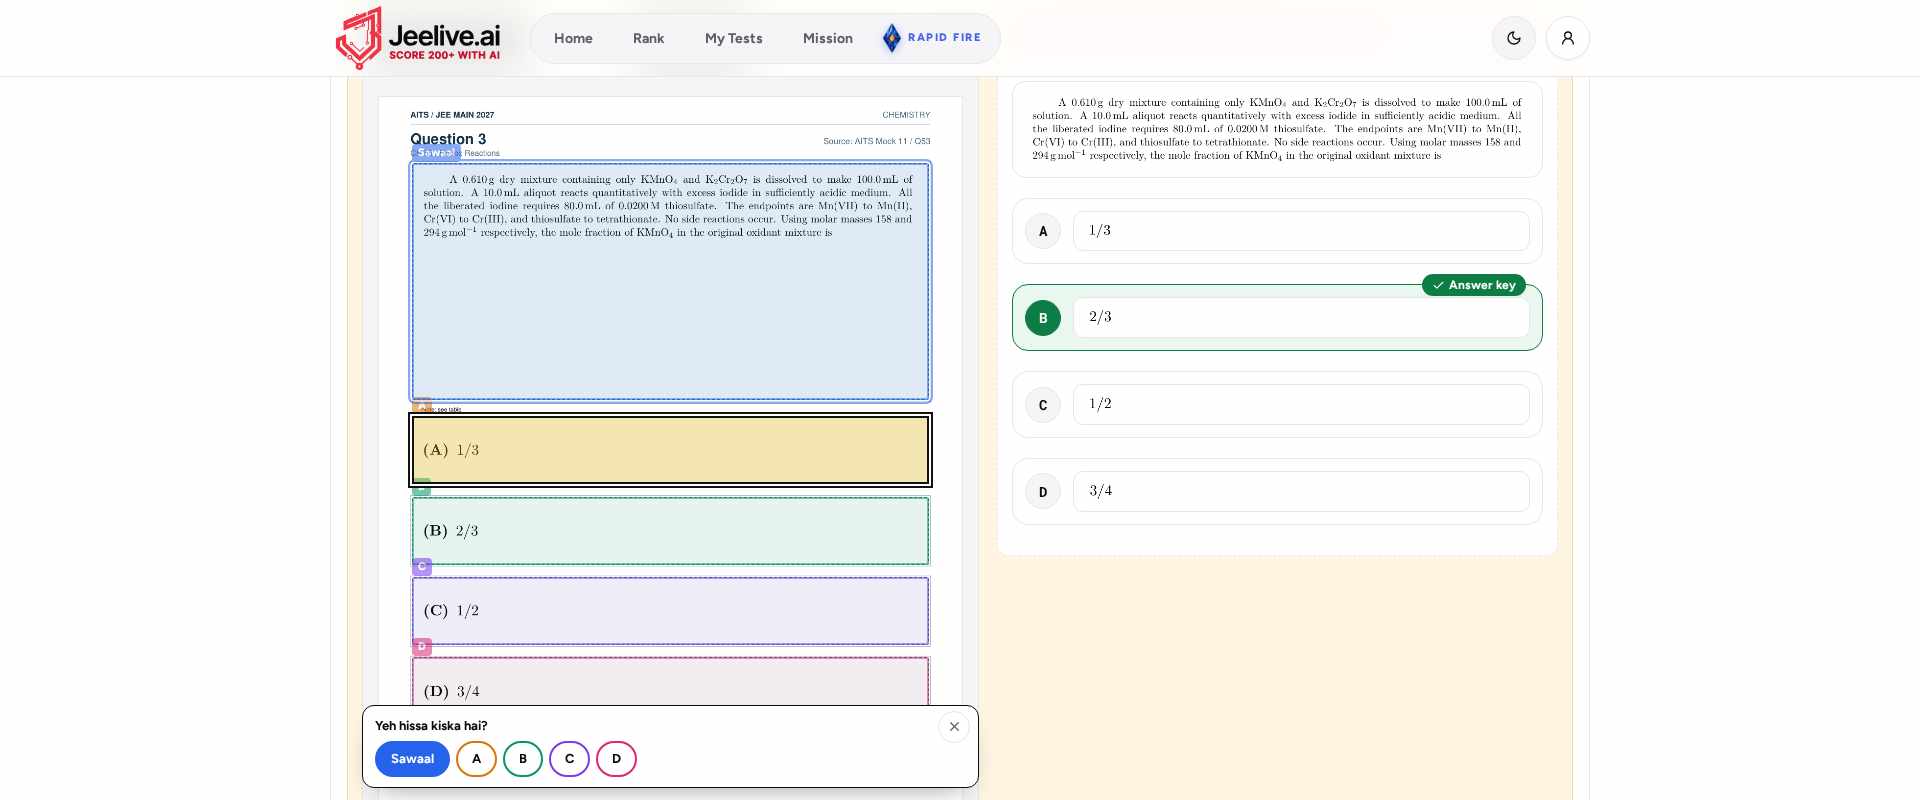 Jeelive.ai
SCORE 200+ WITH AI
Home
Rank
My Tests
Mission
RAPID FIRE
AITS / JEE MAIN 2027
CHEMISTRY
Question 3
Source: AITS Mock 11 / Q53
Sawaal
Reactions
A 0.610 g dry mixture containing only KMnO₄ and K₂Cr₂O₇ is dissolved to make 100.0 mL of
solution. A 10.0 mL aliquot reacts quantitatively with excess iodide in sufficiently acidic medium. All
the liberated iodine requires 80.0 mL of 0.0200 M thiosulfate. The endpoints are Mn(VII) to Mn(II),
Cr(VI) to Cr(III), and thiosulfate to tetrathionate. No side reactions occur. Using molar masses 158 and
294 g mol⁻¹ respectively, the mole fraction of KMnO₄ in the original oxidant mixture is
see table
(A) 1/3
(B) 2/3
C
(C) 1/2
D
(D) 3/4
Yeh hissa kiska hai?
Sawaal
A
B
C
D
A 0.610 g dry mixture containing only KMnO₄ and K₂Cr₂O₇ is dissolved to make 100.0 mL of
solution. A 10.0 mL aliquot reacts quantitatively with excess iodide in sufficiently acidic medium. All
the liberated iodine requires 80.0 mL of 0.0200 M thiosulfate. The endpoints are Mn(VII) to Mn(II),
Cr(VI) to Cr(III), and thiosulfate to tetrathionate. No side reactions occur. Using molar masses 158 and
294 g mol⁻¹ respectively, the mole fraction of KMnO₄ in the original oxidant mixture is
A
1/3
Answer key
B
2/3
C
1/2
D
3/4